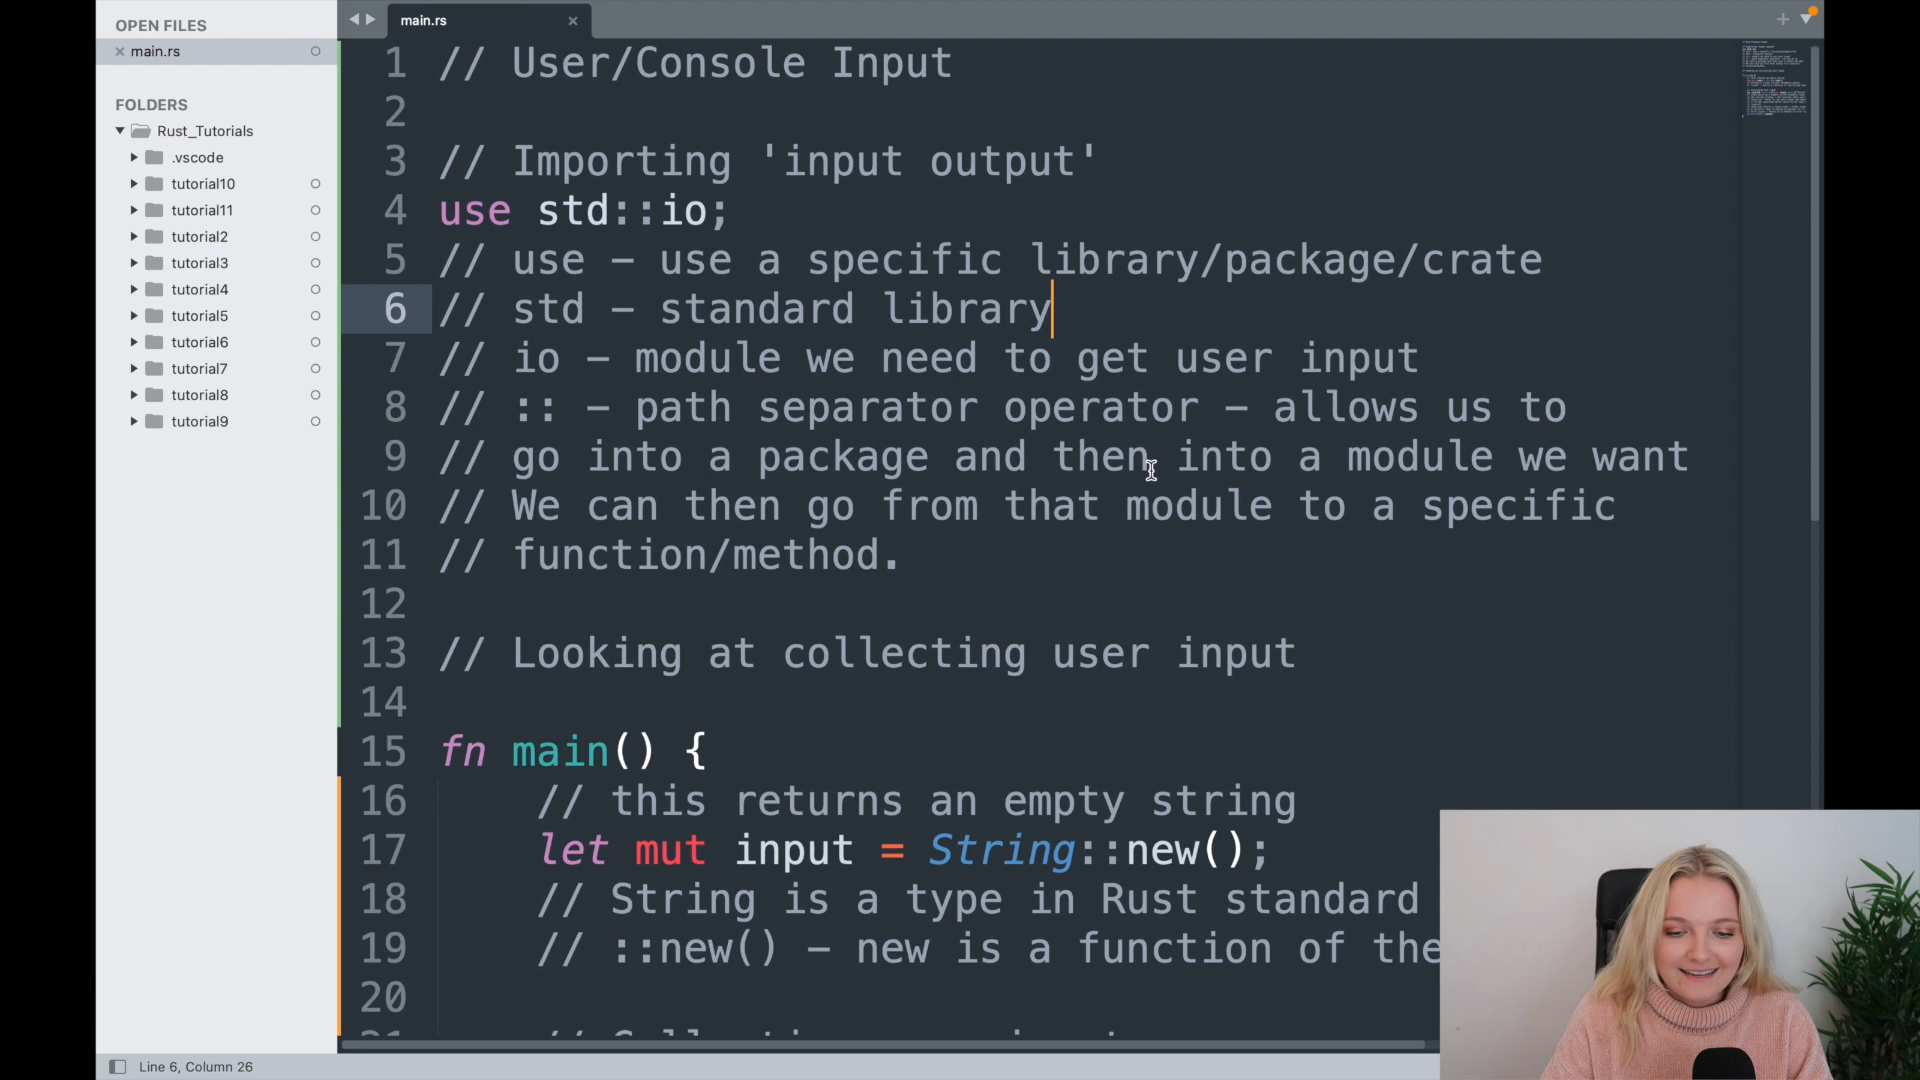 OPEN FILES
main.rs
FOLDERS
Rust_Tutorials
.vscode
tutorial10
tutorial11
tutorial2
tutorial3
tutorial4
tutorial5
tutorial6
tutorial7
tutorial8
tutorial9
main.rs
1 // User/Console Input
2
3 // Importing 'input output'
4 use std::io;
5 // use – use a specific library/package/crate
6 // std – standard library
7 // io – module we need to get user input
8 // :: – path separator operator – allows us to
9 // go into a package and then into a module we want
10 // We can then go from that module to a specific
11 // function/method.
12
13 // Looking at collecting user input
14
15 fn main() {
16 // this returns an empty string
17 let mut input = String::new();
18 // String is a type in Rust standard
19 // ::new() – new is a function of the
20
Line 6, Column 26